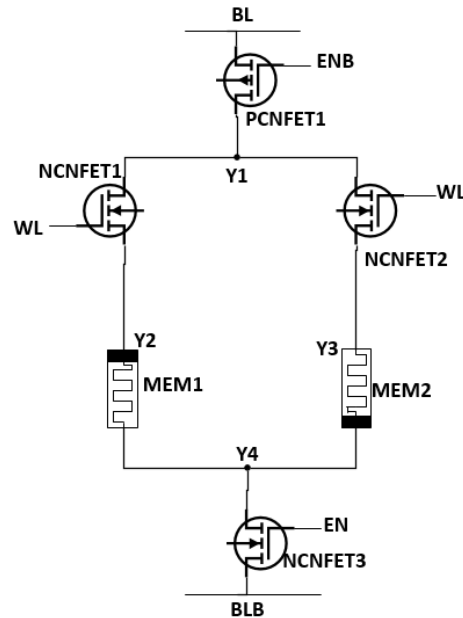 BL
ENB
PCNFET1
NCNFET1
Y1
WL
WL
NCNFET2
Y2
Y3
MEM1
MEM2
Y4
EN
NCNFET3
BLB